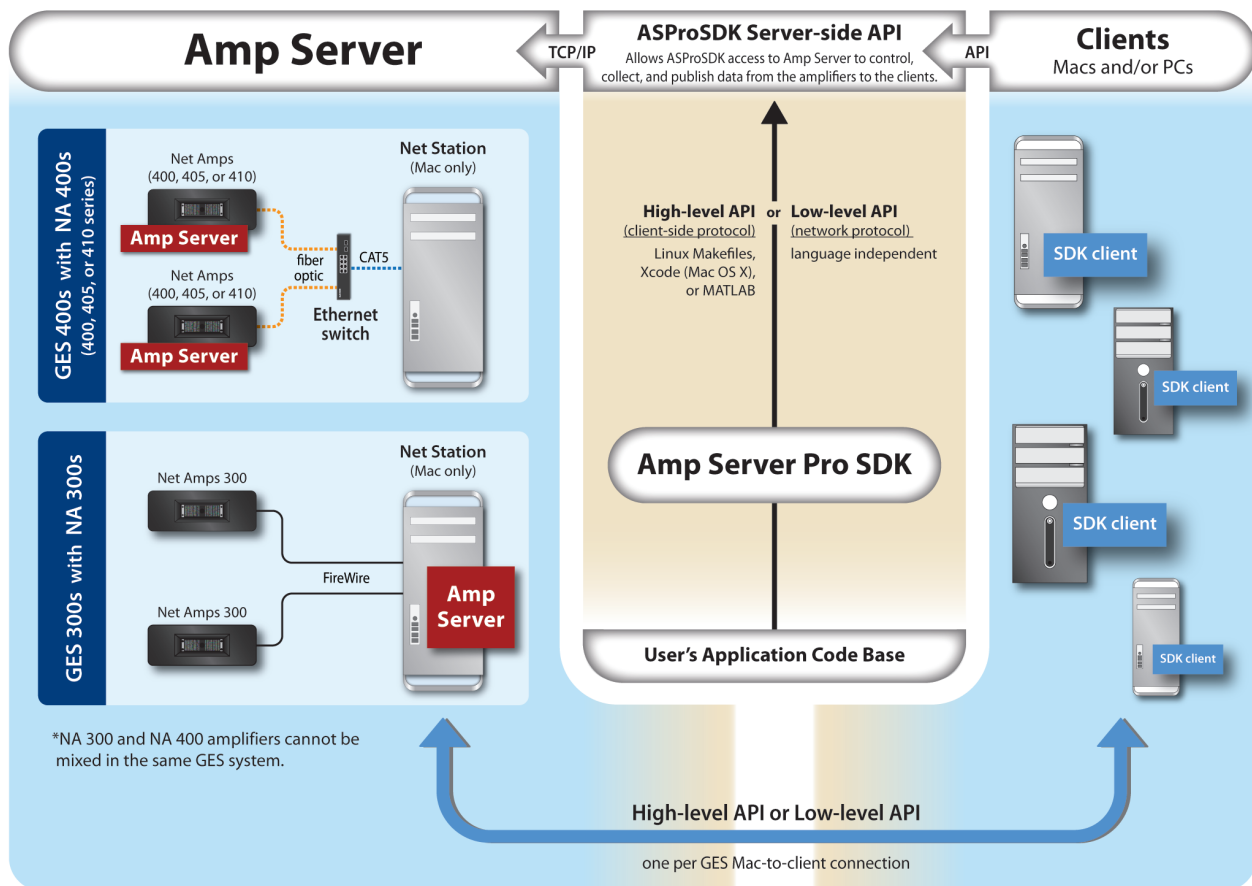 Amp Server
TCP/IP
ASProSDK Server-side API
Allows ASProSDK access to Amp Server to control,
collect, and publish data from the amplifiers to the clients.
API
Clients
Macs and/or PCs
GES 400s with NA 400s
(400, 405, or 410 series)
Net Amps
(400, 405, or 410)
Amp Server
Net Amps
(400, 405, or 410)
Amp Server
fiber
optic
CAT5
Ethernet
switch
Net Station
(Mac only)
GES 300s with NA 300s
Net Amps 300
Net Amps 300
FireWire
Net Station
(Mac only)
Amp
Server
*NA 300 and NA 400 amplifiers cannot be
mixed in the same GES system.
High-level API or Low-level API
(client-side protocol) (network protocol)
Linux Makefiles, language independent
Xcode (Mac OS X),
or MATLAB
Amp Server Pro SDK
User's Application Code Base
SDK client
SDK client
SDK client
SDK client
High-level API or Low-level API
one per GES Mac-to-client connection